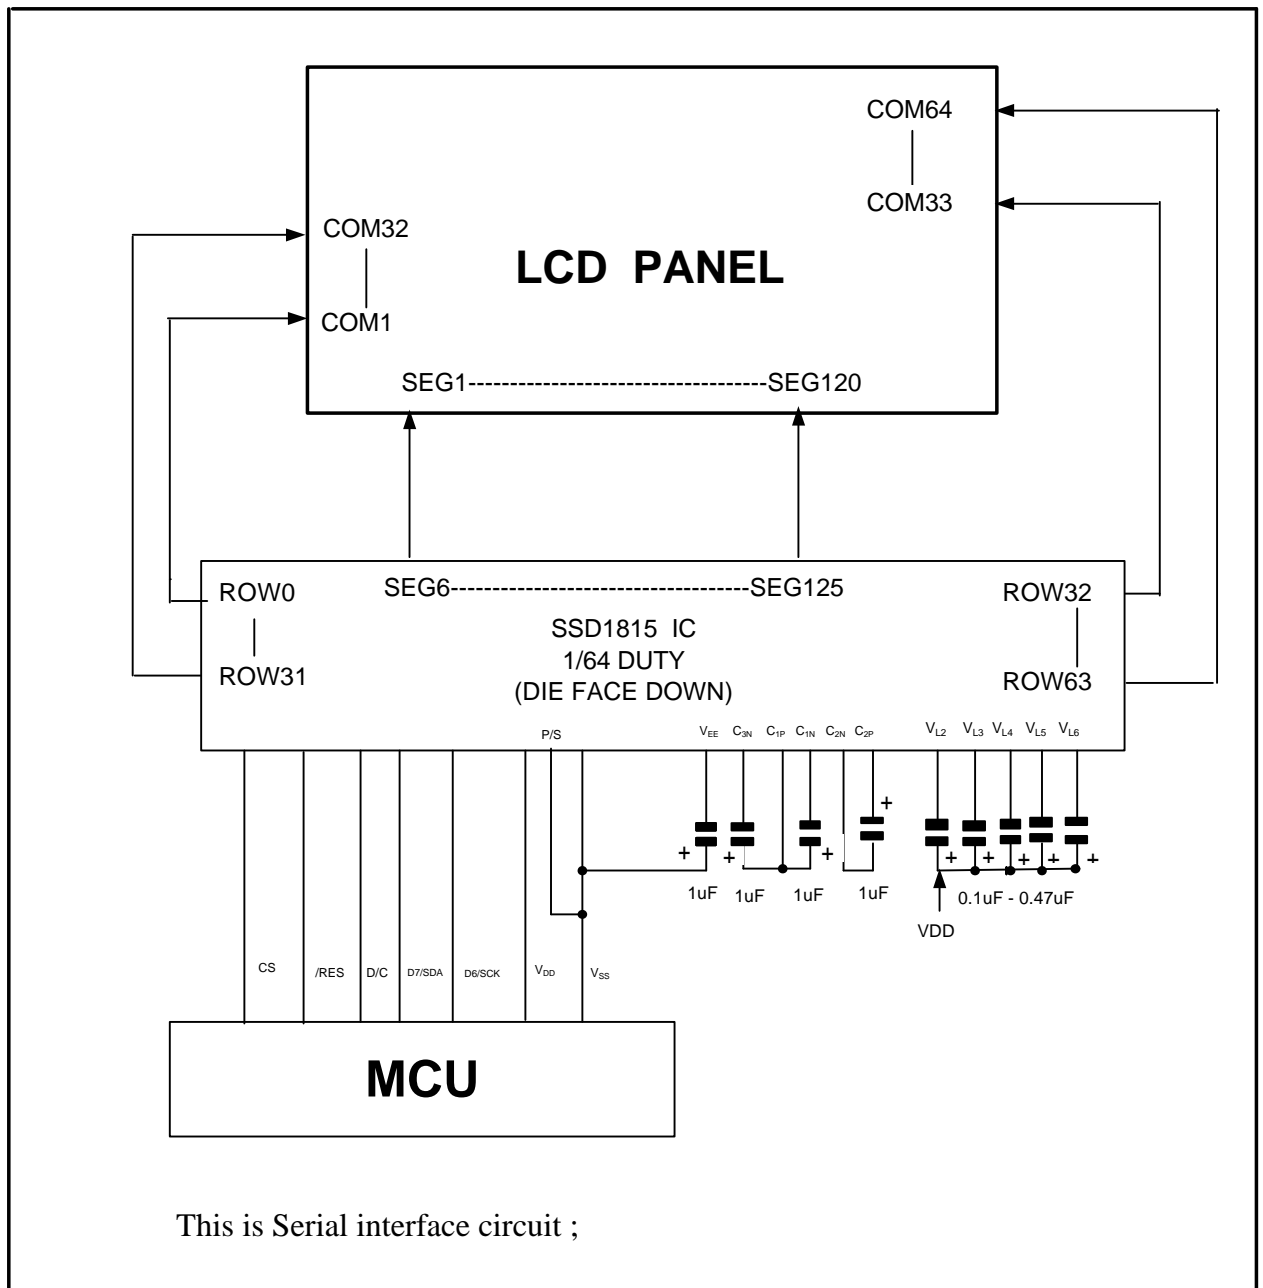 COM64
COM33
COM32
LCD PANEL
COM1
SEG1-----------------------------------SEG120
ROW0
SEG6-----------------------------------SEG125
ROW32
SSD1815 IC
1/64 DUTY
ROW31
(DIE FACE DOWN)
ROW63
P/S
VEE C3N C1P C1N C2N C2P
VL2 VL3 VL4 VL5 VL6
+
+ + + + + + + +
1uF 1uF 1uF 1uF
0.1uF - 0.47uF
VDD
CS /RES D/C D7/SDA D6/SCK VDD VSS
MCU
This is Serial interface circuit ;